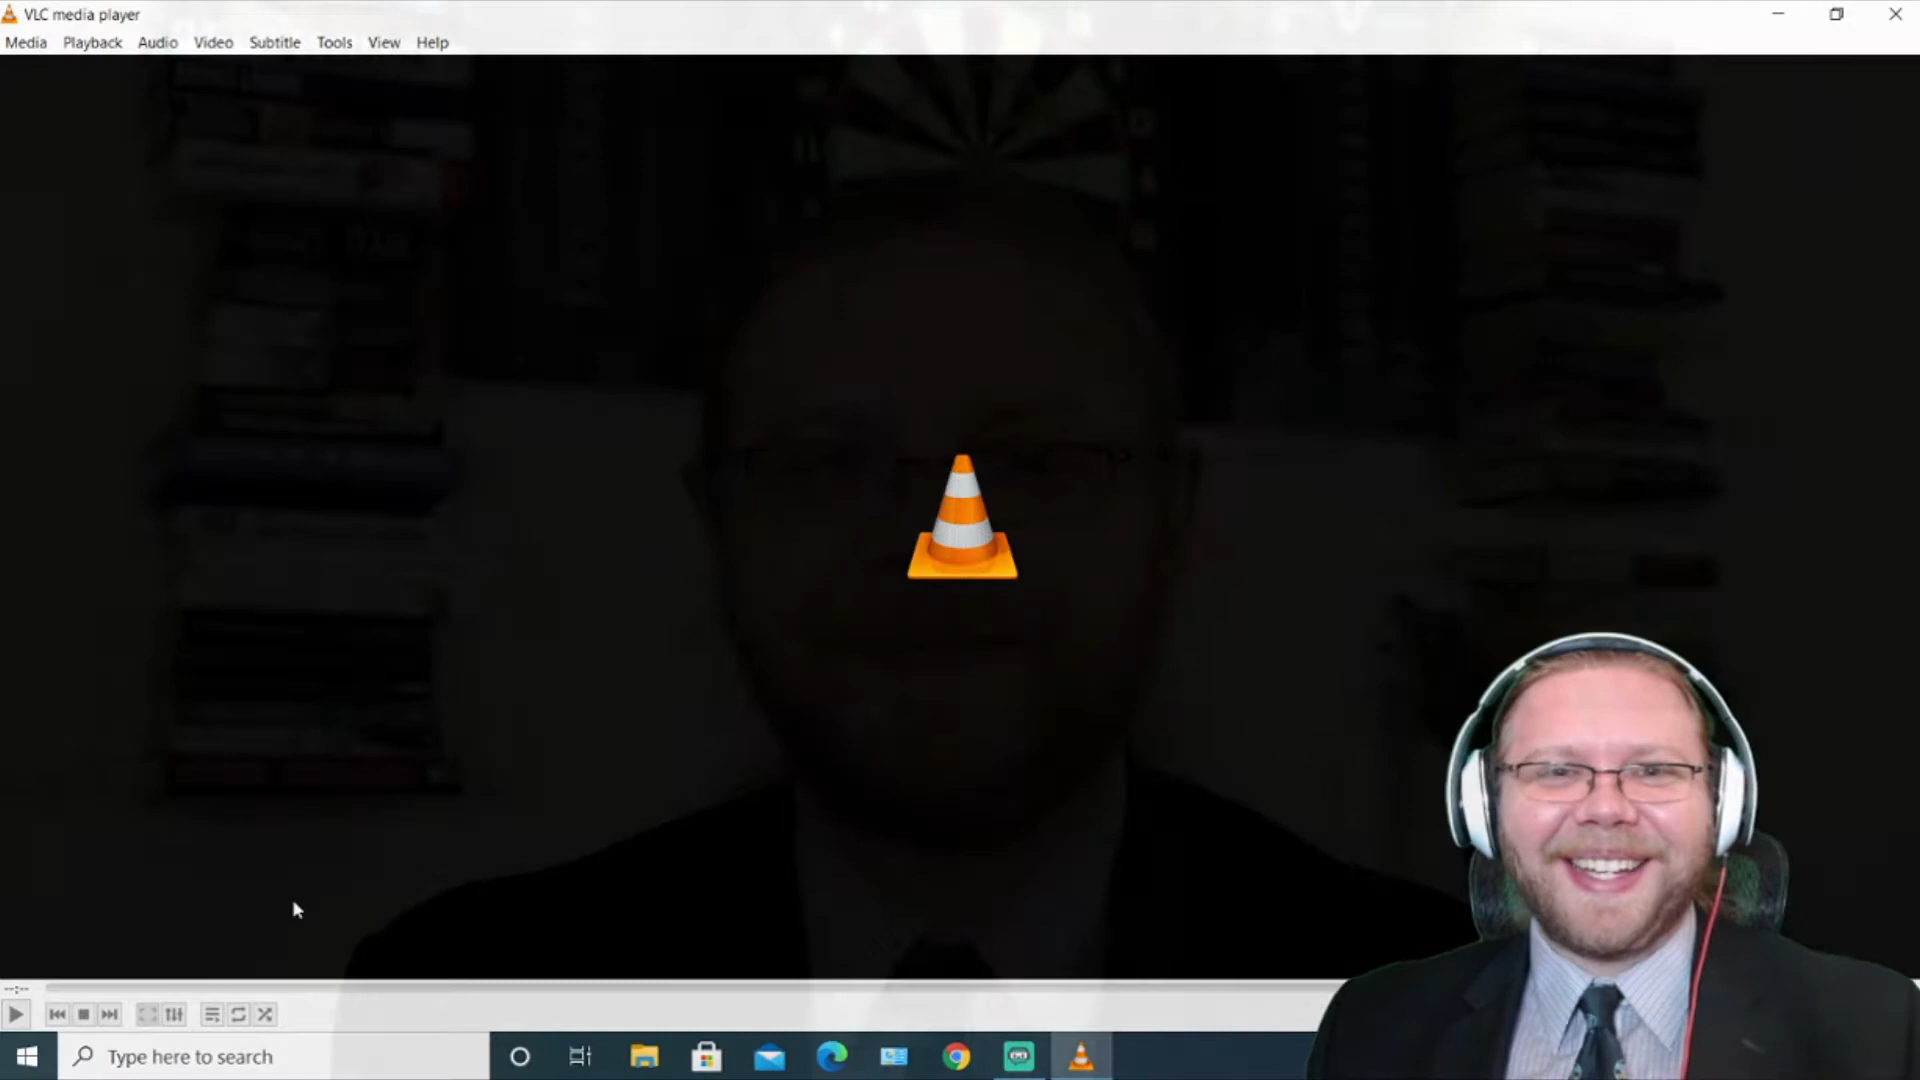 VLC media player
Media Playback Audio Video Subtitle Tools View Help
--:--
Type here to search